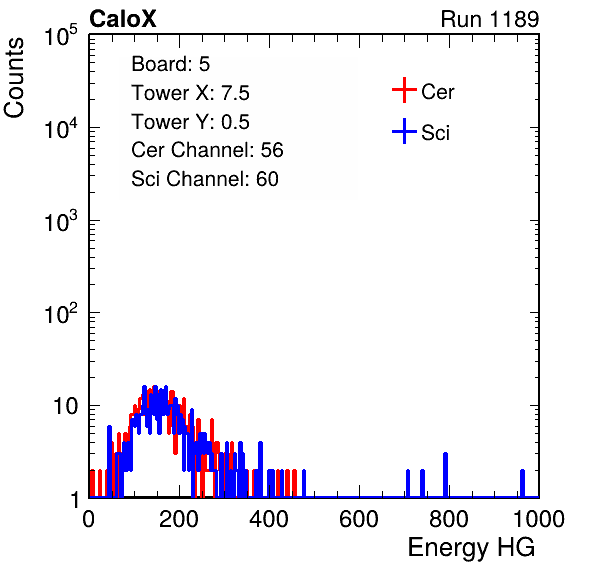 CaloX Run 1189
Counts
Board: 5
Tower X: 7.5
Tower Y: 0.5
Cer Channel: 56
Sci Channel: 60
Cer
Sci
10^5
10^4
10^3
10^2
10
1
0 200 400 600 800 1000
Energy HG